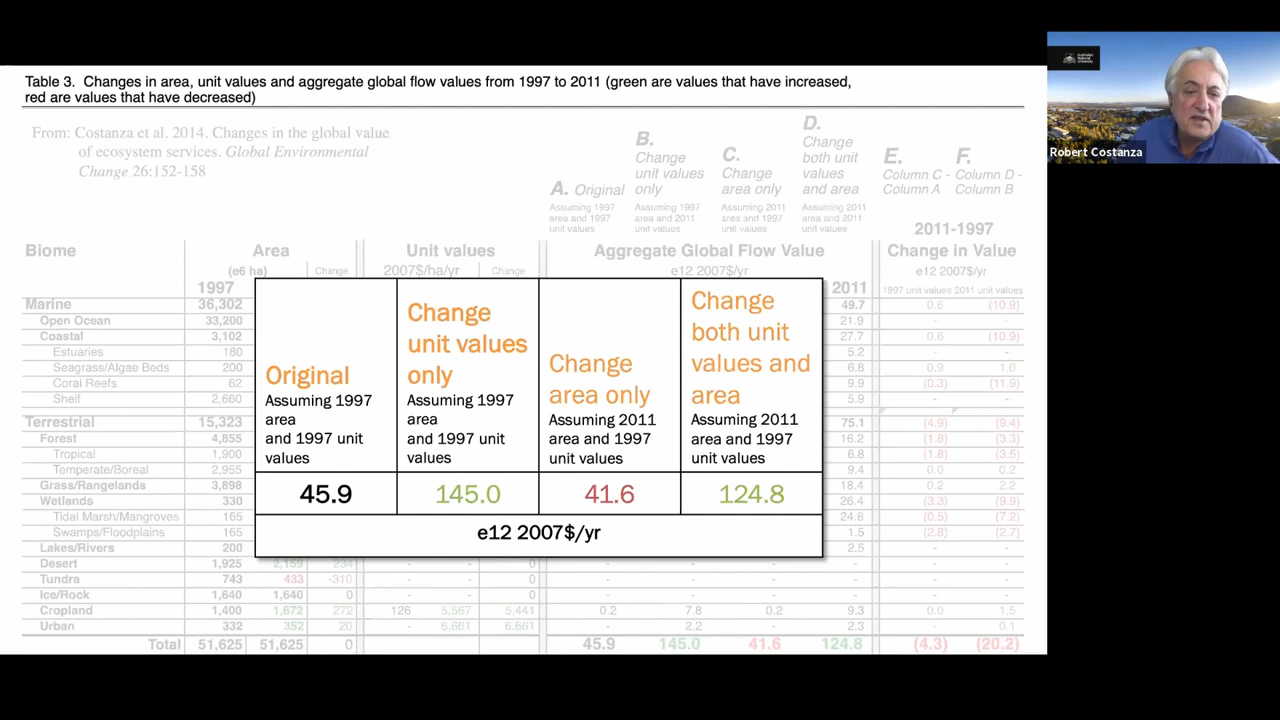 Table 3. Changes in area, unit values and aggregate global flow values from 1997 to 2011 (green are values that have increased,
red are values that have decreased)
From: Costanza et al. 2014. Changes in the global value
of ecosystem services. Global Environmental
Change 26:152-158
A. Original
Assuming 1997
area and 1997
unit values
B.
Change
unit values
only
Assuming 1997
area and 2011
unit values
C.
Change
area only
Assuming 2011
area and 1997
unit values
D.
Change
both unit
values
and area
Assuming 2011
area and 2011
unit values
E.
Column C -
Column A
F.
Column D -
Column B
2011-1997
Biome Area Unit values Aggregate Global Flow Value Change in Value
(e6 ha) Change 2007$/ha/yr Change e12 2007$/yr e12 2007$/yr
1997 2011 1997 unit values 2011 unit values
Marine 36,302 49.7 0.6 (10.9)
Open Ocean 33,200 21.9 - -
Coastal 3,102 27.7 0.6 (10.9)
Estuaries 180 5.2 - -
Seagrass/Algae Beds 200 6.8 0.9 1.0
Coral Reefs 62 9.9 (0.3) (11.9)
Shelf 2,660 5.9 - -
Terrestrial 15,323 75.1 (4.9) (9.4)
Forest 4,855 16.2 (1.8) (3.3)
Tropical 1,900 6.8 (1.8) (3.5)
Temperate/Boreal 2,955 9.4 0.0 0.2
Grass/Rangelands 3,898 18.4 0.2 2.2
Wetlands 330 26.4 (3.3) (9.9)
Tidal Marsh/Mangroves 165 24.8 (0.5) (7.2)
Swamps/Floodplains 165 1.5 (2.8) (2.7)
Lakes/Rivers 200 2.5 - -
Desert 1,925 2,159 234 - - 0 - - - - - -
Tundra 743 433 -310 - - 0 - - - - - -
Ice/Rock 1,640 1,640 0 - - 0 - - - - - -
Cropland 1,400 1,672 272 126 5,567 5,441 0.2 7.8 0.2 9.3 0.0 1.5
Urban 332 352 20 - 6,661 6,661 - 2.2 - 2.3 - 0.1
Total 51,625 51,625 0 45.9 145.0 41.6 124.8 (4.3) (20.2)
Original
Assuming 1997
area
and 1997 unit
values
45.9
Change
unit values
only
Assuming 1997
area
and 1997 unit
values
145.0
Change
area only
Assuming 2011
area and 1997
unit values
41.6
Change
both unit
values and
area
Assuming 2011
area and 1997
unit values
124.8
e12 2007$/yr
Australian
National
University
Robert Costanza